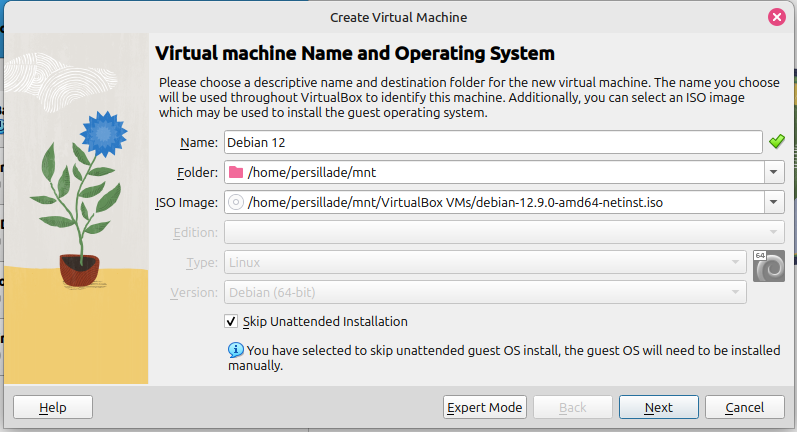 Create Virtual Machine
Virtual machine Name and Operating System
Please choose a descriptive name and destination folder for the new virtual machine. The name you choose
will be used throughout VirtualBox to identify this machine. Additionally, you can select an ISO image
which may be used to install the guest operating system.
Name: Debian 12
Folder: /home/persillade/mnt
ISO Image: /home/persillade/mnt/VirtualBox VMs/debian-12.9.0-amd64-netinst.iso
Edition:
Type: Linux
64
Version: Debian (64-bit)
Skip Unattended Installation
You have selected to skip unattended guest OS install, the guest OS will need to be installed
manually.
Help Expert Mode Back Next Cancel